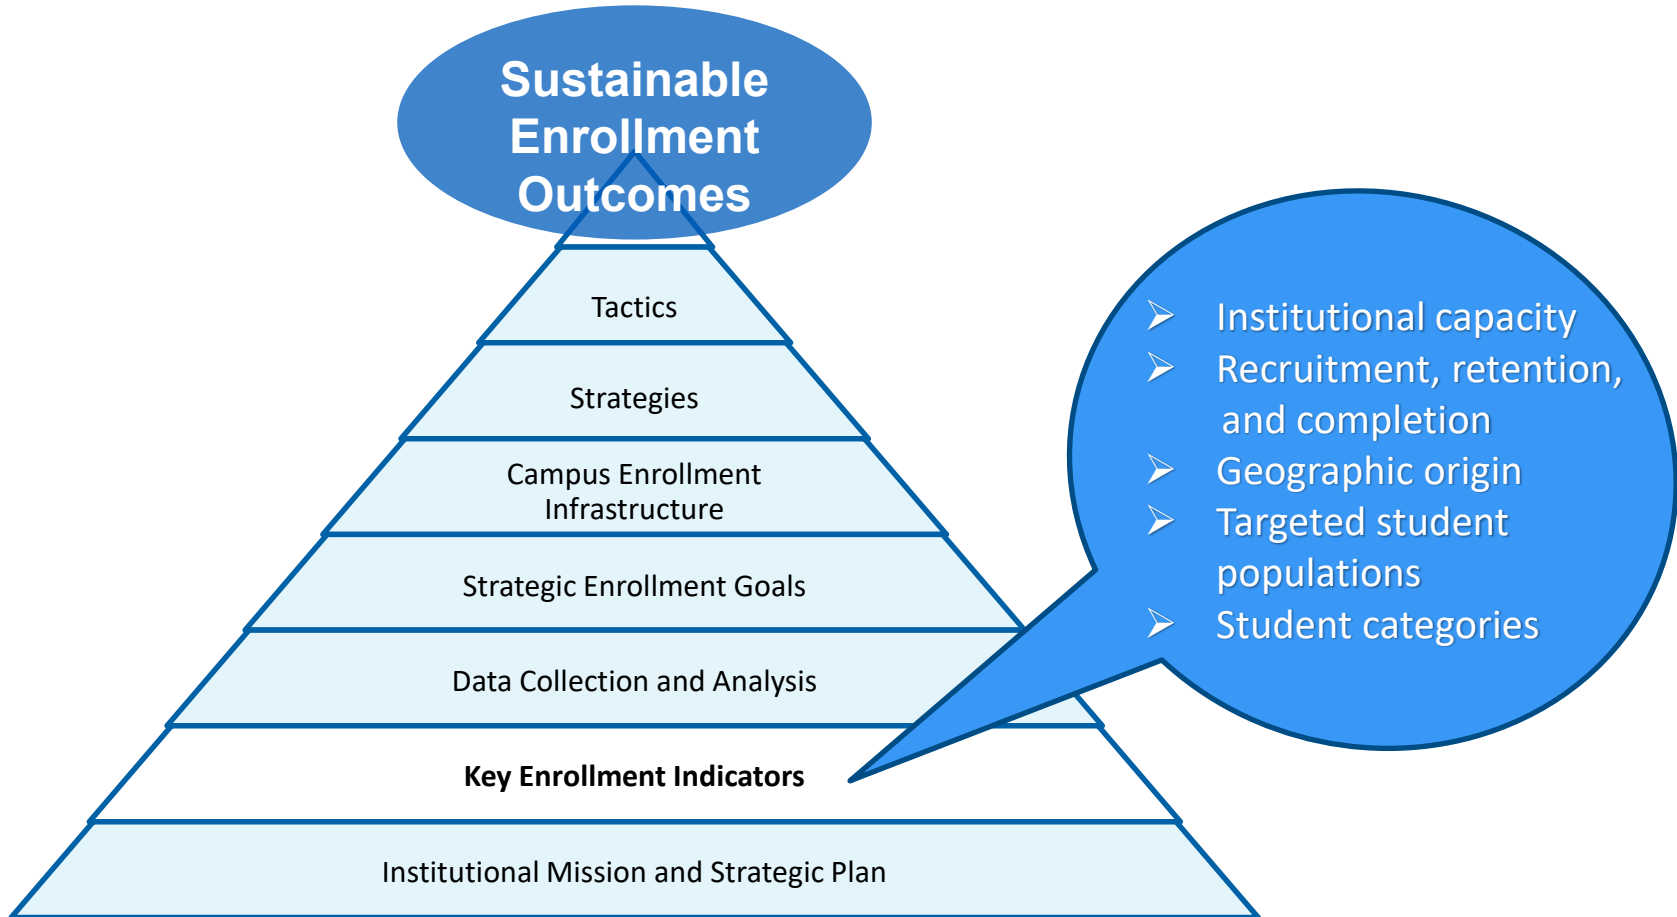 Sustainable
Enrollment
Outcomes
Tactics
Strategies
Campus Enrollment
Infrastructure
Strategic Enrollment Goals
Data Collection and Analysis
Key Enrollment Indicators
Institutional Mission and Strategic Plan
➢ Institutional capacity
➢ Recruitment, retention,
and completion
➢ Geographic origin
➢ Targeted student
populations
➢ Student categories